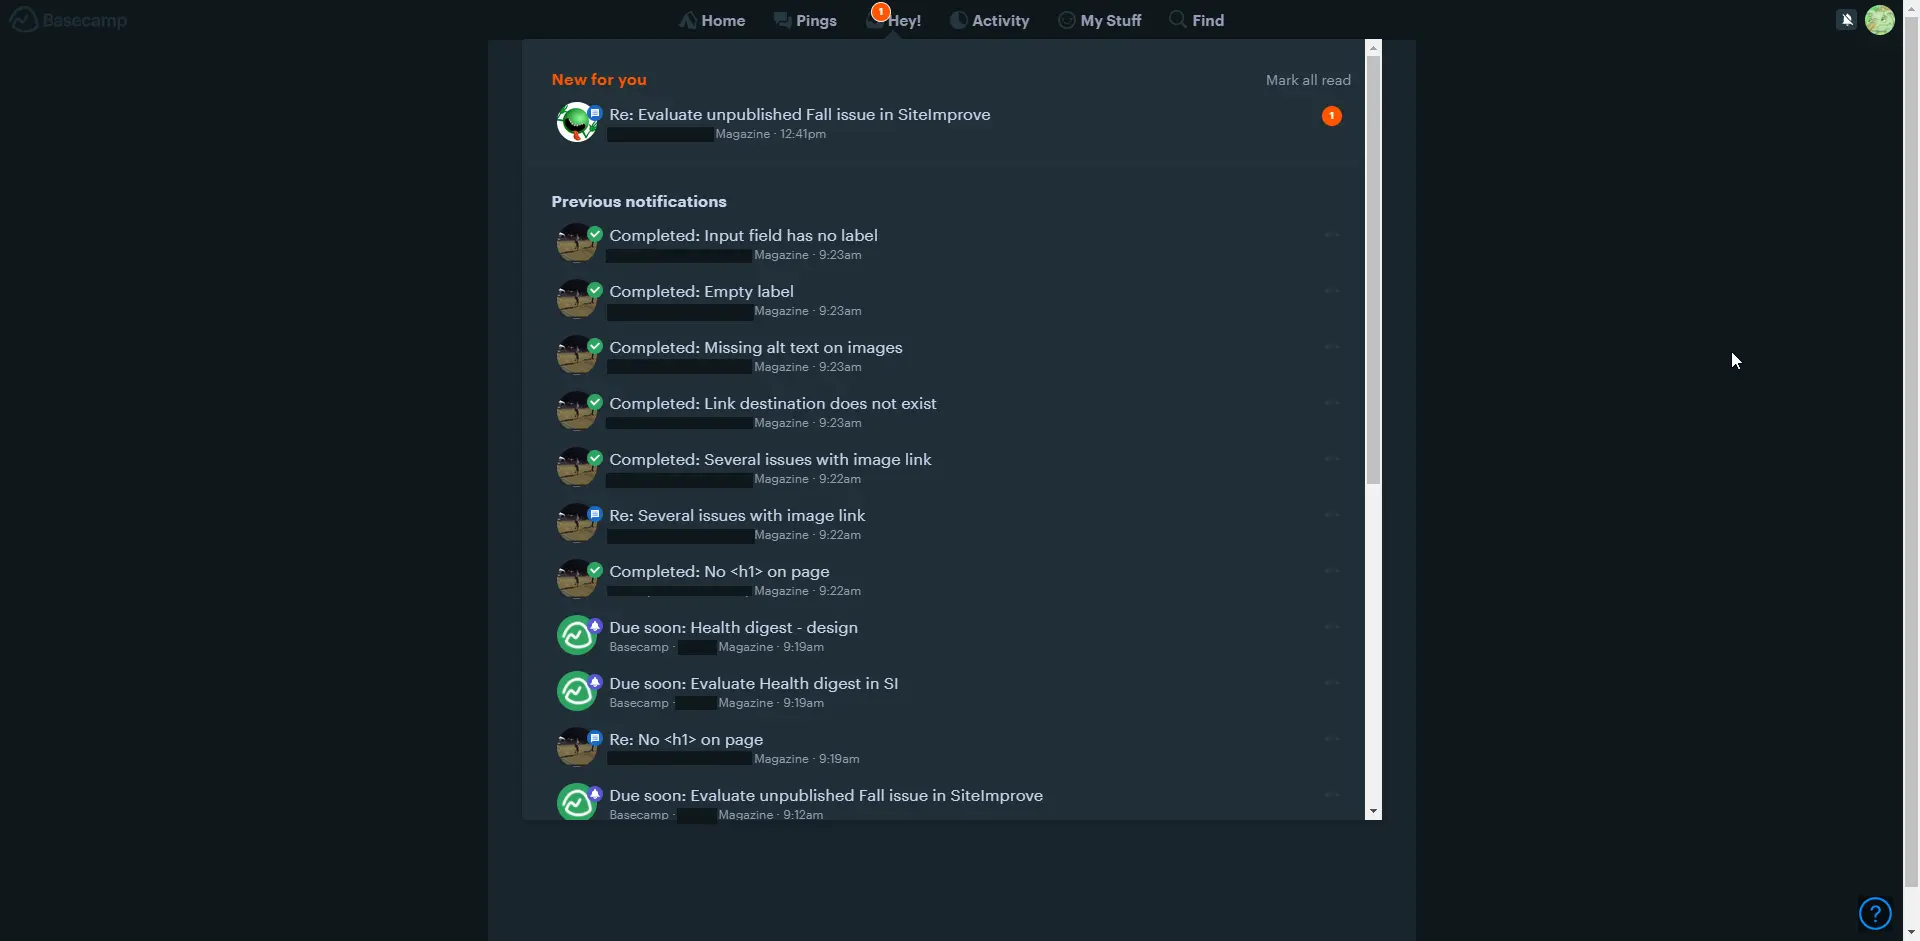 Basecamp
Home
Pings
1
Hey!
Activity
My Stuff
Find
New for you
Mark all read
Re: Evaluate unpublished Fall issue in SiteImprove
1
Magazine · 12:41pm
Previous notifications
Completed: Input field has no label
Magazine · 9:23am
Completed: Empty label
Magazine · 9:23am
Completed: Missing alt text on images
Magazine · 9:23am
Completed: Link destination does not exist
Magazine · 9:23am
Completed: Several issues with image link
Magazine · 9:22am
Re: Several issues with image link
Magazine · 9:22am
Completed: No <h1> on page
Magazine · 9:22am
Due soon: Health digest - design
Basecamp · Magazine · 9:19am
Due soon: Evaluate Health digest in SI
Basecamp · Magazine · 9:19am
Re: No <h1> on page
Magazine · 9:19am
Due soon: Evaluate unpublished Fall issue in SiteImprove
Basecamp · Magazine · 9:12am
?